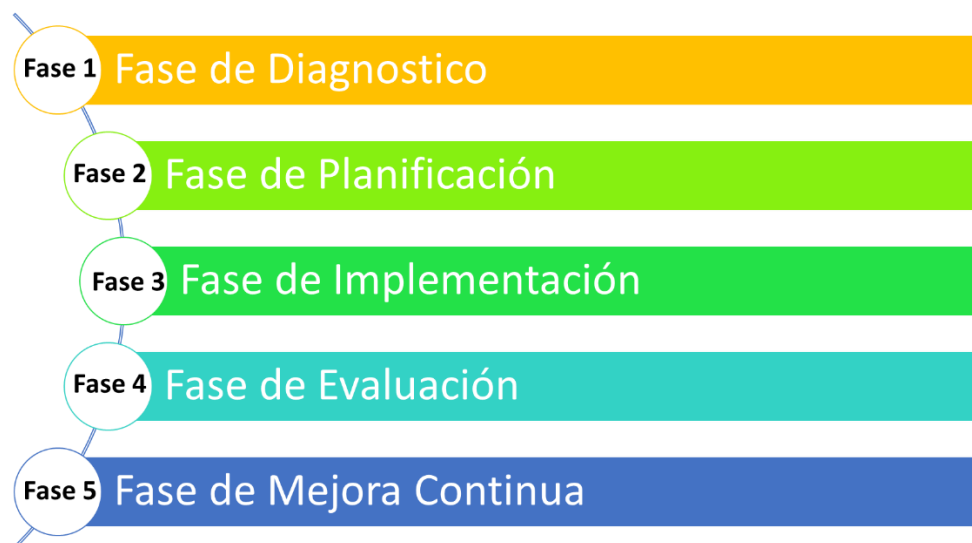 Fase 1 Fase de Diagnostico
Fase 2 Fase de Planificación
Fase 3 Fase de Implementación
Fase 4 Fase de Evaluación
Fase 5 Fase de Mejora Continua